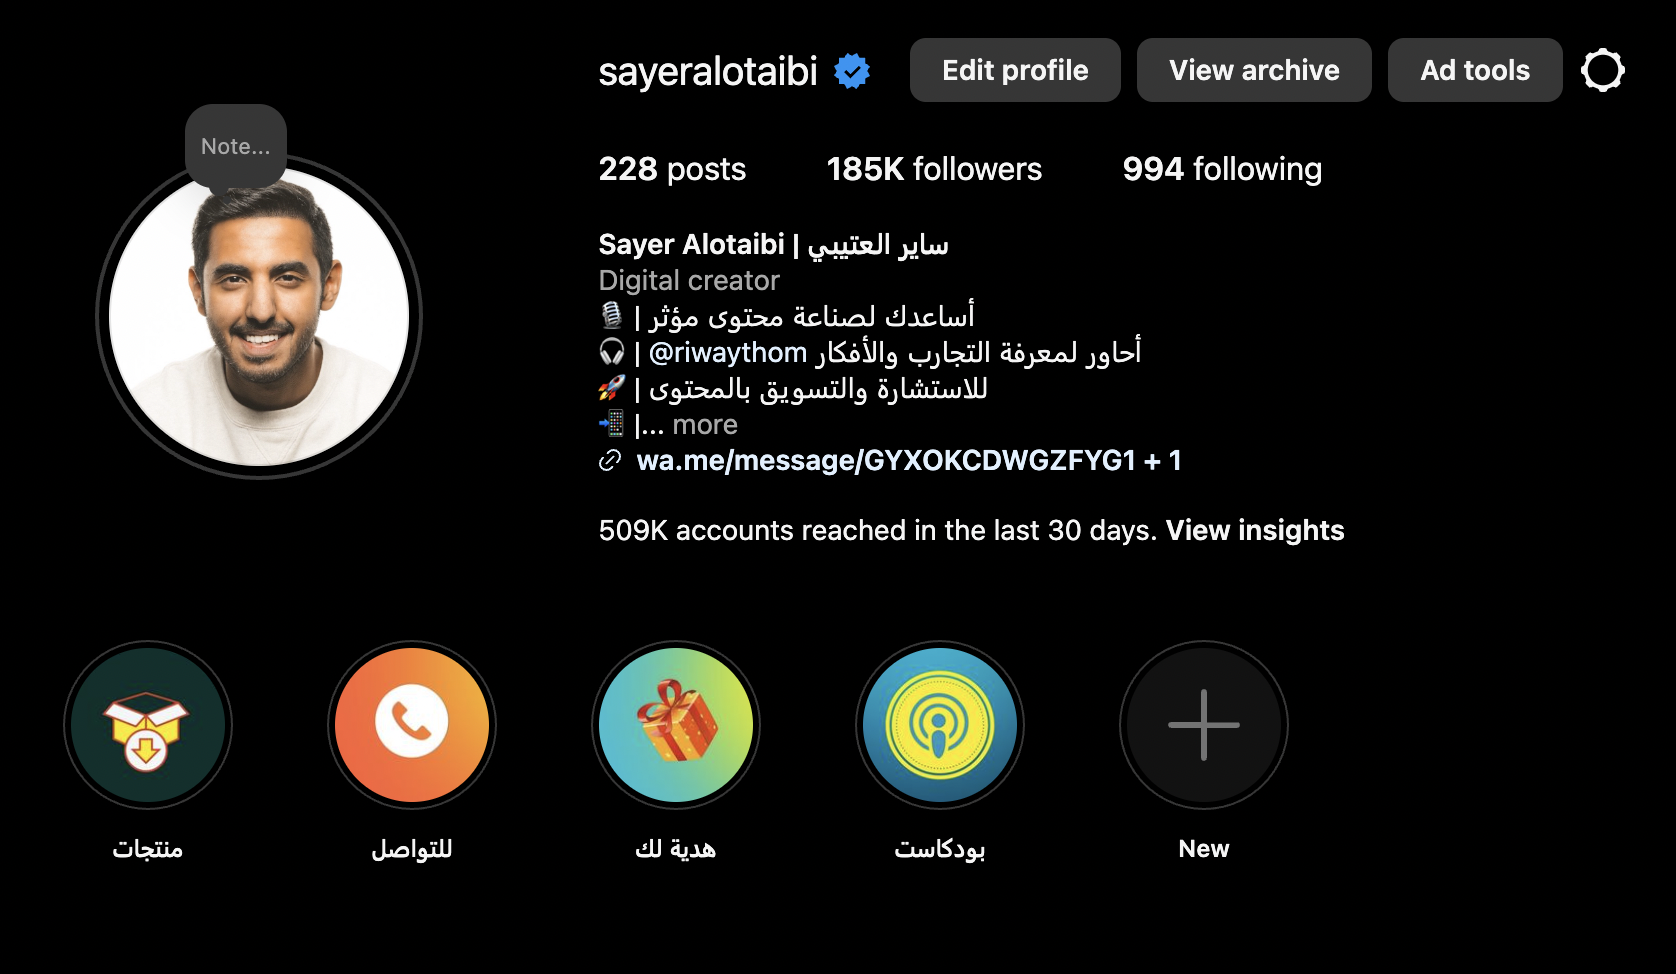 sayeralotaibi
Edit profile
View archive
Ad tools
Note...
228 posts
185K followers
994 following
Sayer Alotaibi | ساير العتيبي
Digital creator
🎙️ | أساعدك لصناعة محتوى مؤثر
🎧 | @riwaythom أحاور لمعرفة التجارب والأفكار
🚀 | للاستشارة والتسويق بالمحتوى
📲 |... more
wa.me/message/GYXOKCDWGZFYG1 + 1
509K accounts reached in the last 30 days. View insights
منتجات
للتواصل
هدية لك
بودكاست
New